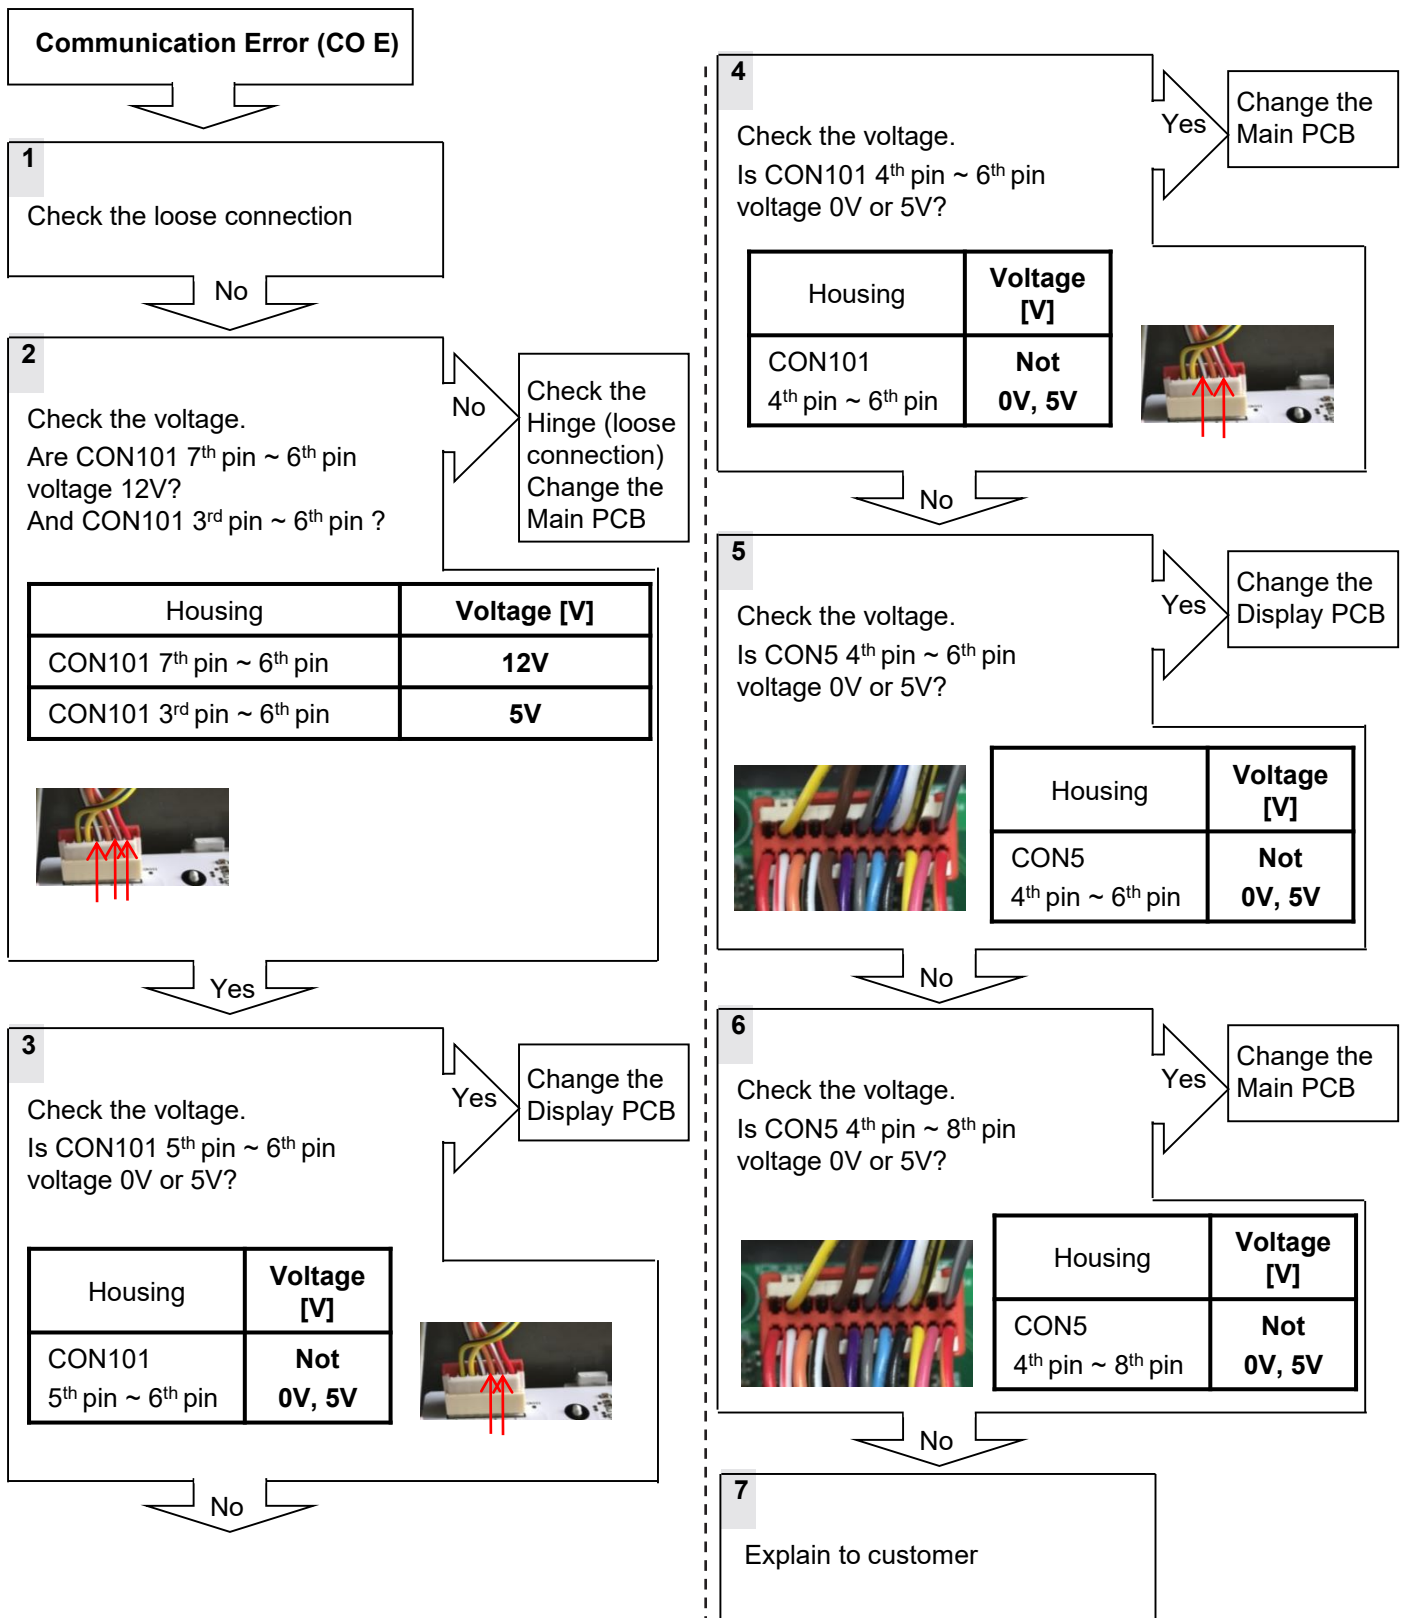 Communication Error (CO E)
1
Check the loose connection
No
2
Check the voltage.
Are CON101 7th pin ~ 6th pin
voltage 12V?
And CON101 3rd pin ~ 6th pin ?
No
Check the
Hinge (loose
connection)
Change the
Main PCB
Housing Voltage [V]
CON101 7th pin ~ 6th pin 12V
CON101 3rd pin ~ 6th pin 5V
Yes
3
Check the voltage.
Is CON101 5th pin ~ 6th pin
voltage 0V or 5V?
Yes
Change the
Display PCB
Housing Voltage
[V]
CON101 Not
5th pin ~ 6th pin 0V, 5V
No
4
Check the voltage.
Is CON101 4th pin ~ 6th pin
voltage 0V or 5V?
Yes
Change the
Main PCB
Housing Voltage
[V]
CON101 Not
4th pin ~ 6th pin 0V, 5V
No
5
Check the voltage.
Is CON5 4th pin ~ 6th pin
voltage 0V or 5V?
Yes
Change the
Display PCB
Housing Voltage
[V]
CON5 Not
4th pin ~ 6th pin 0V, 5V
No
6
Check the voltage.
Is CON5 4th pin ~ 8th pin
voltage 0V or 5V?
Yes
Change the
Main PCB
Housing Voltage
[V]
CON5 Not
4th pin ~ 8th pin 0V, 5V
No
7
Explain to customer